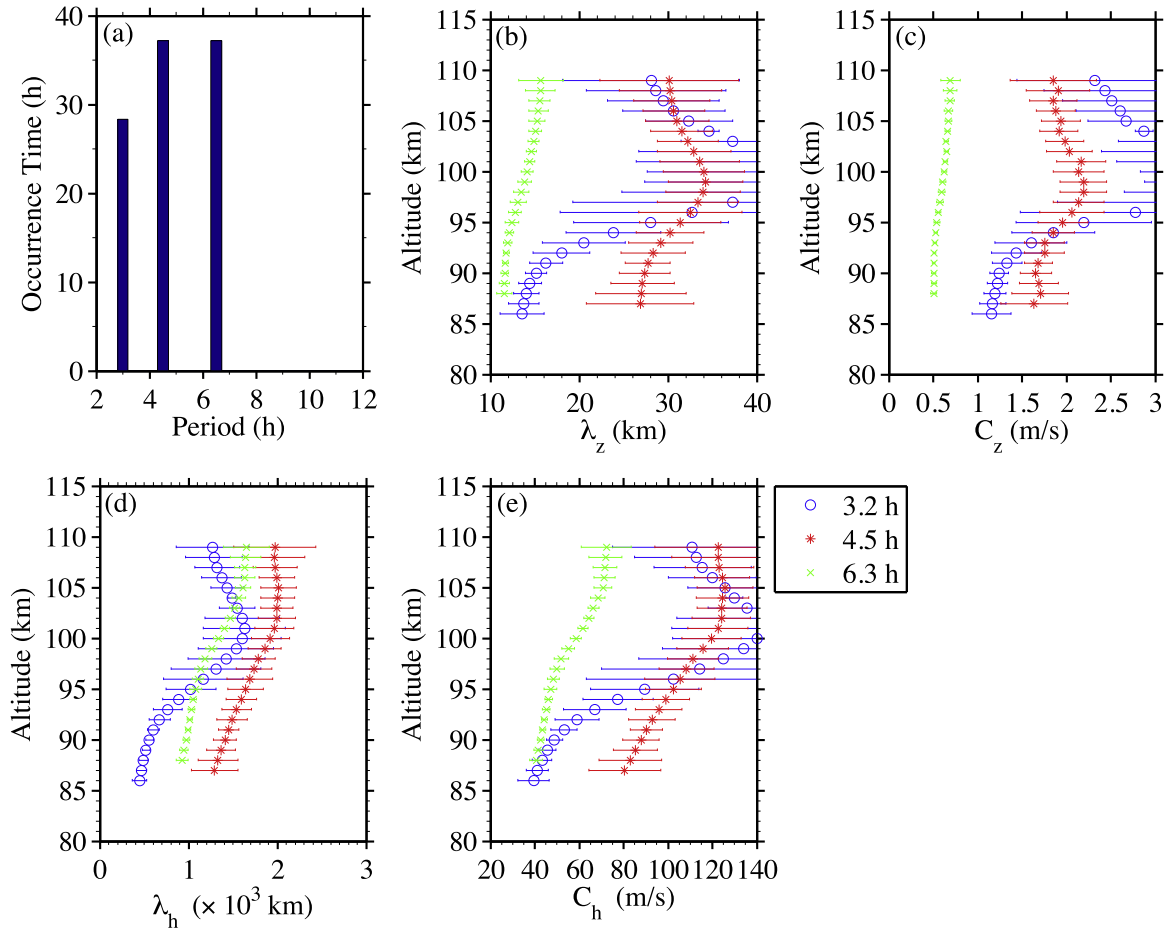 (a)
40
30
20
10
0
Occurrence Time (h)
2 4 6 8 10 12
Period (h)
(b)
115
110
105
100
95
90
85
80
Altitude (km)
10 20 30 40
λz (km)
(c)
115
110
105
100
95
90
85
80
Altitude (km)
0 0.5 1 1.5 2 2.5 3
Cz (m/s)
(d)
115
110
105
100
95
90
85
80
Altitude (km)
0 1 2 3
λh (× 10³ km)
(e)
115
110
105
100
95
90
85
80
Altitude (km)
20 40 60 80 100 120 140
Ch (m/s)
3.2 h
4.5 h
6.3 h